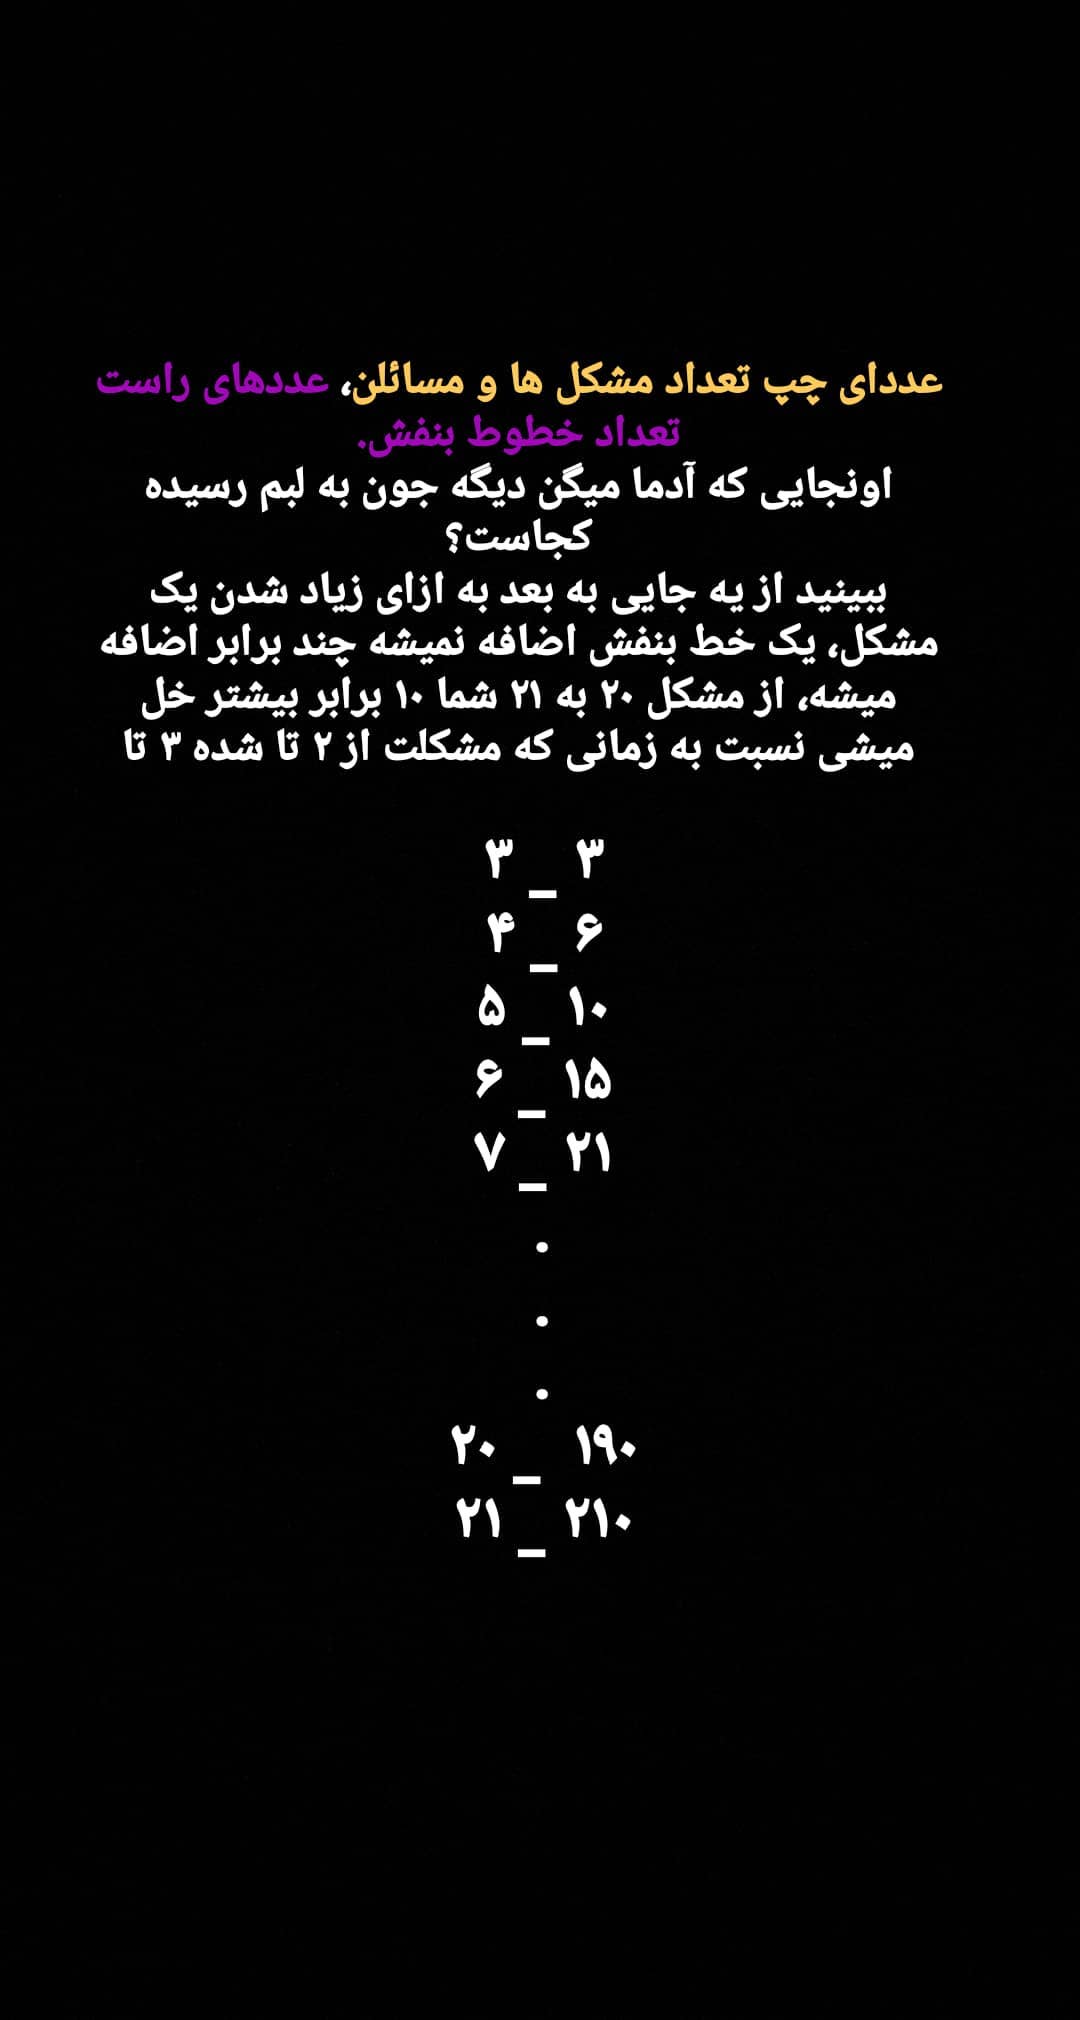 عددای چپ تعداد مشکل ها و مسائلن، عددهای راست
تعداد خطوط بنفش.
اونجایی که آدما میگن دیگه جون به لبم رسیده
کجاست؟
ببینید از یه جایی به بعد به ازای زیاد شدن یک
مشکل، یک خط بنفش اضافه نمیشه چند برابر اضافه
میشه، از مشکل ۲۰ به ۲۱ شما ۱۰ برابر بیشتر خل
میشی نسبت به زمانی که مشکلت از ۲ تا شده ۳ تا
۳ _ ۳
۴ _ ۶
۵ _ ۱۰
۶ _ ۱۵
۷ _ ۲۱
.
.
.
۲۰ _ ۱۹۰
۲۱ _ ۲۱۰